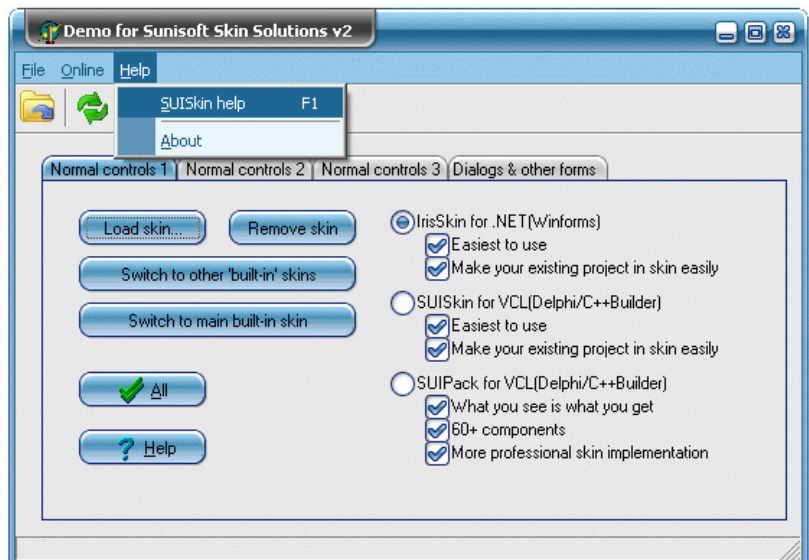 Demo for Sunisoft Skin Solutions v2
File Online Help
SUISkin help F1
About
Normal controls 1 Normal controls 2 Normal controls 3 Dialogs & other forms
Load skin... Remove skin
Switch to other 'built-in' skins
Switch to main built-in skin
All
Help
IrisSkin for .NET(Winforms)
Easiest to use
Make your existing project in skin easily
SUISkin for VCL(Delphi/C++Builder)
Easiest to use
Make your existing project in skin easily
SUIPack for VCL(Delphi/C++Builder)
What you see is what you get
60+ components
More professional skin implementation